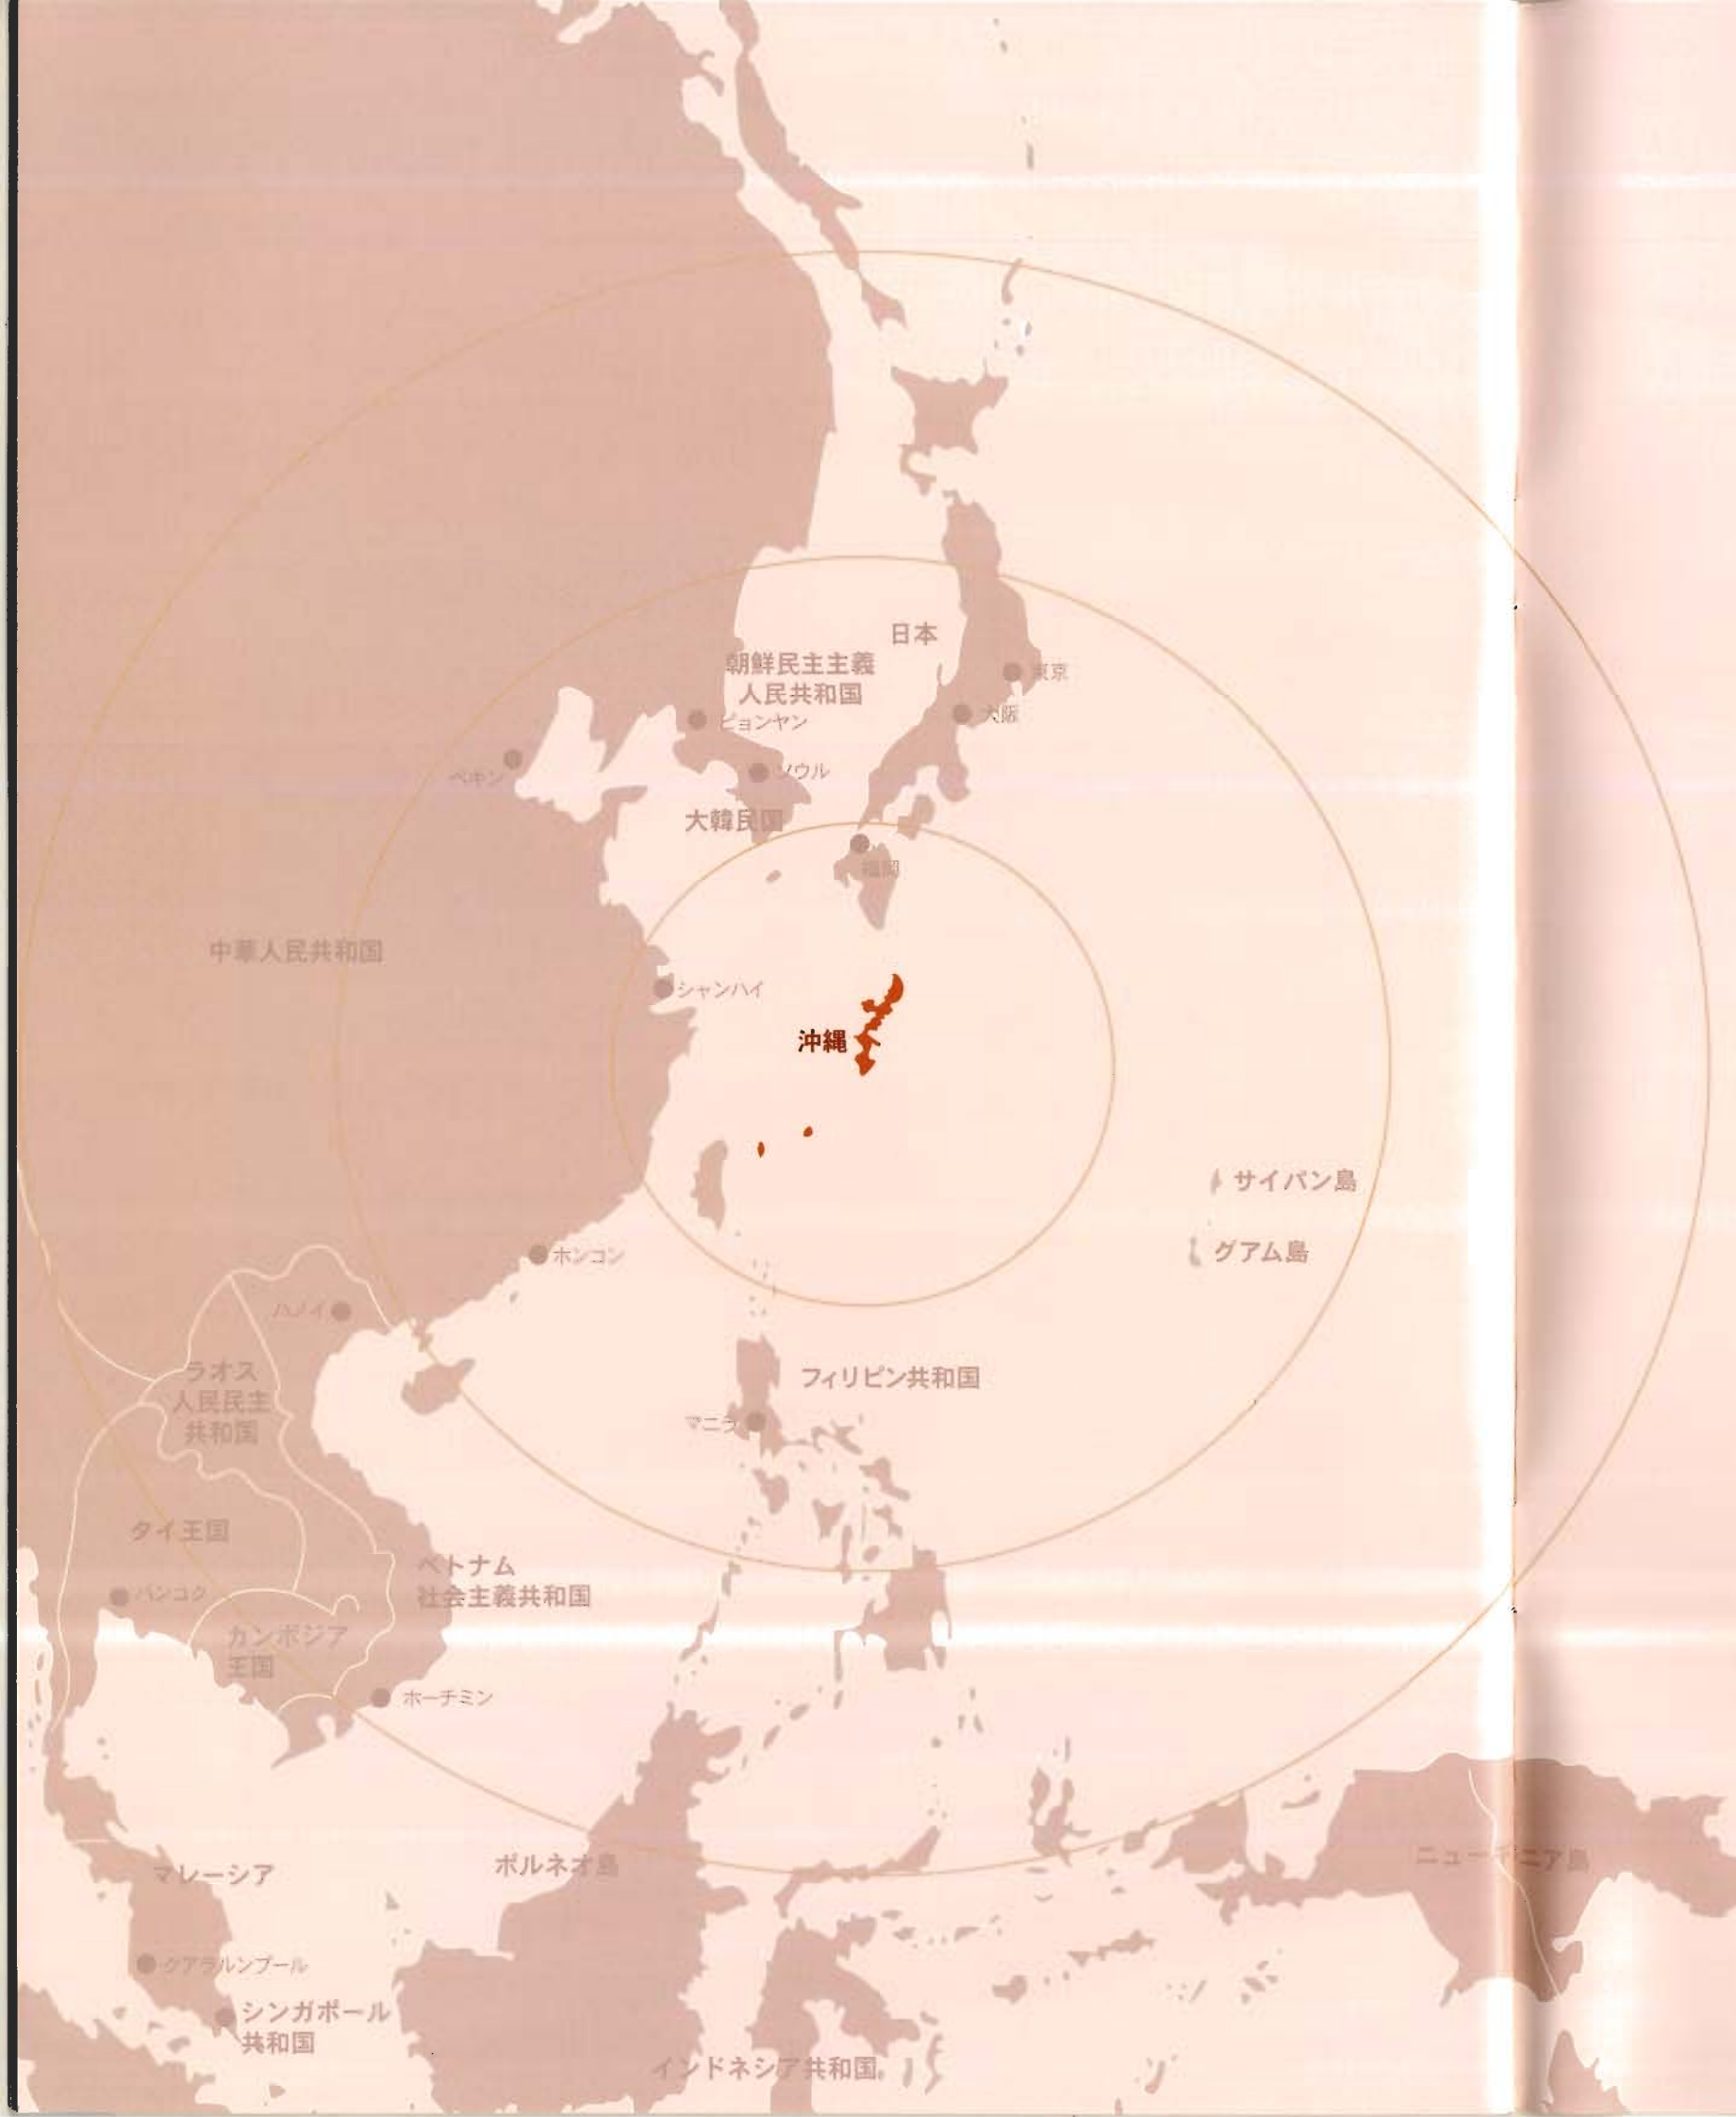 日本
朝鮮民主主義
人民共和国
東京
大阪
ピョンヤン
ペキン
ソウル
大韓民国
福岡
中華人民共和国
シャンハイ
沖縄
サイパン島
グアム島
ホンコン
ハノイ
ラオス
人民民主
共和国
フィリピン共和国
マニラ
タイ王国
ベトナム
社会主義共和国
バンコク
カンボジア
王国
ホーチミン
マレーシア
ボルネオ島
ニューギニア島
クアラルンプール
シンガポール
共和国
インドネシア共和国